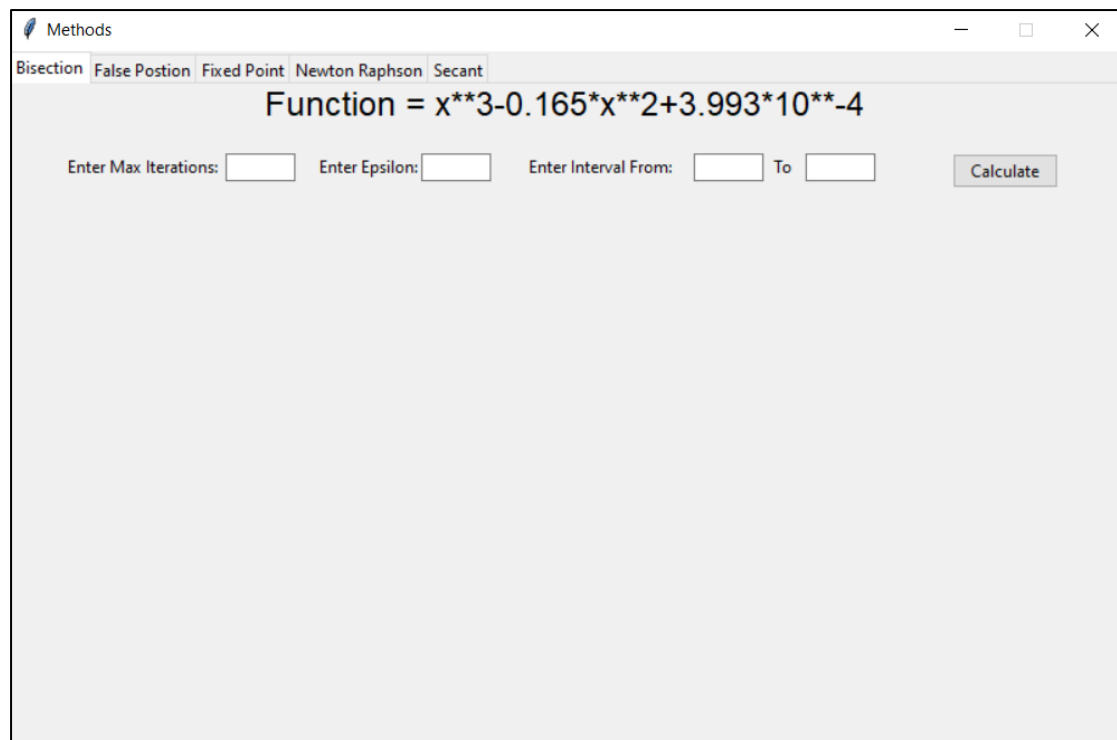 Methods
Bisection False Postion Fixed Point Newton Raphson Secant
Function = x**3-0.165*x**2+3.993*10**-4
Enter Max Iterations: Enter Epsilon: Enter Interval From: To Calculate